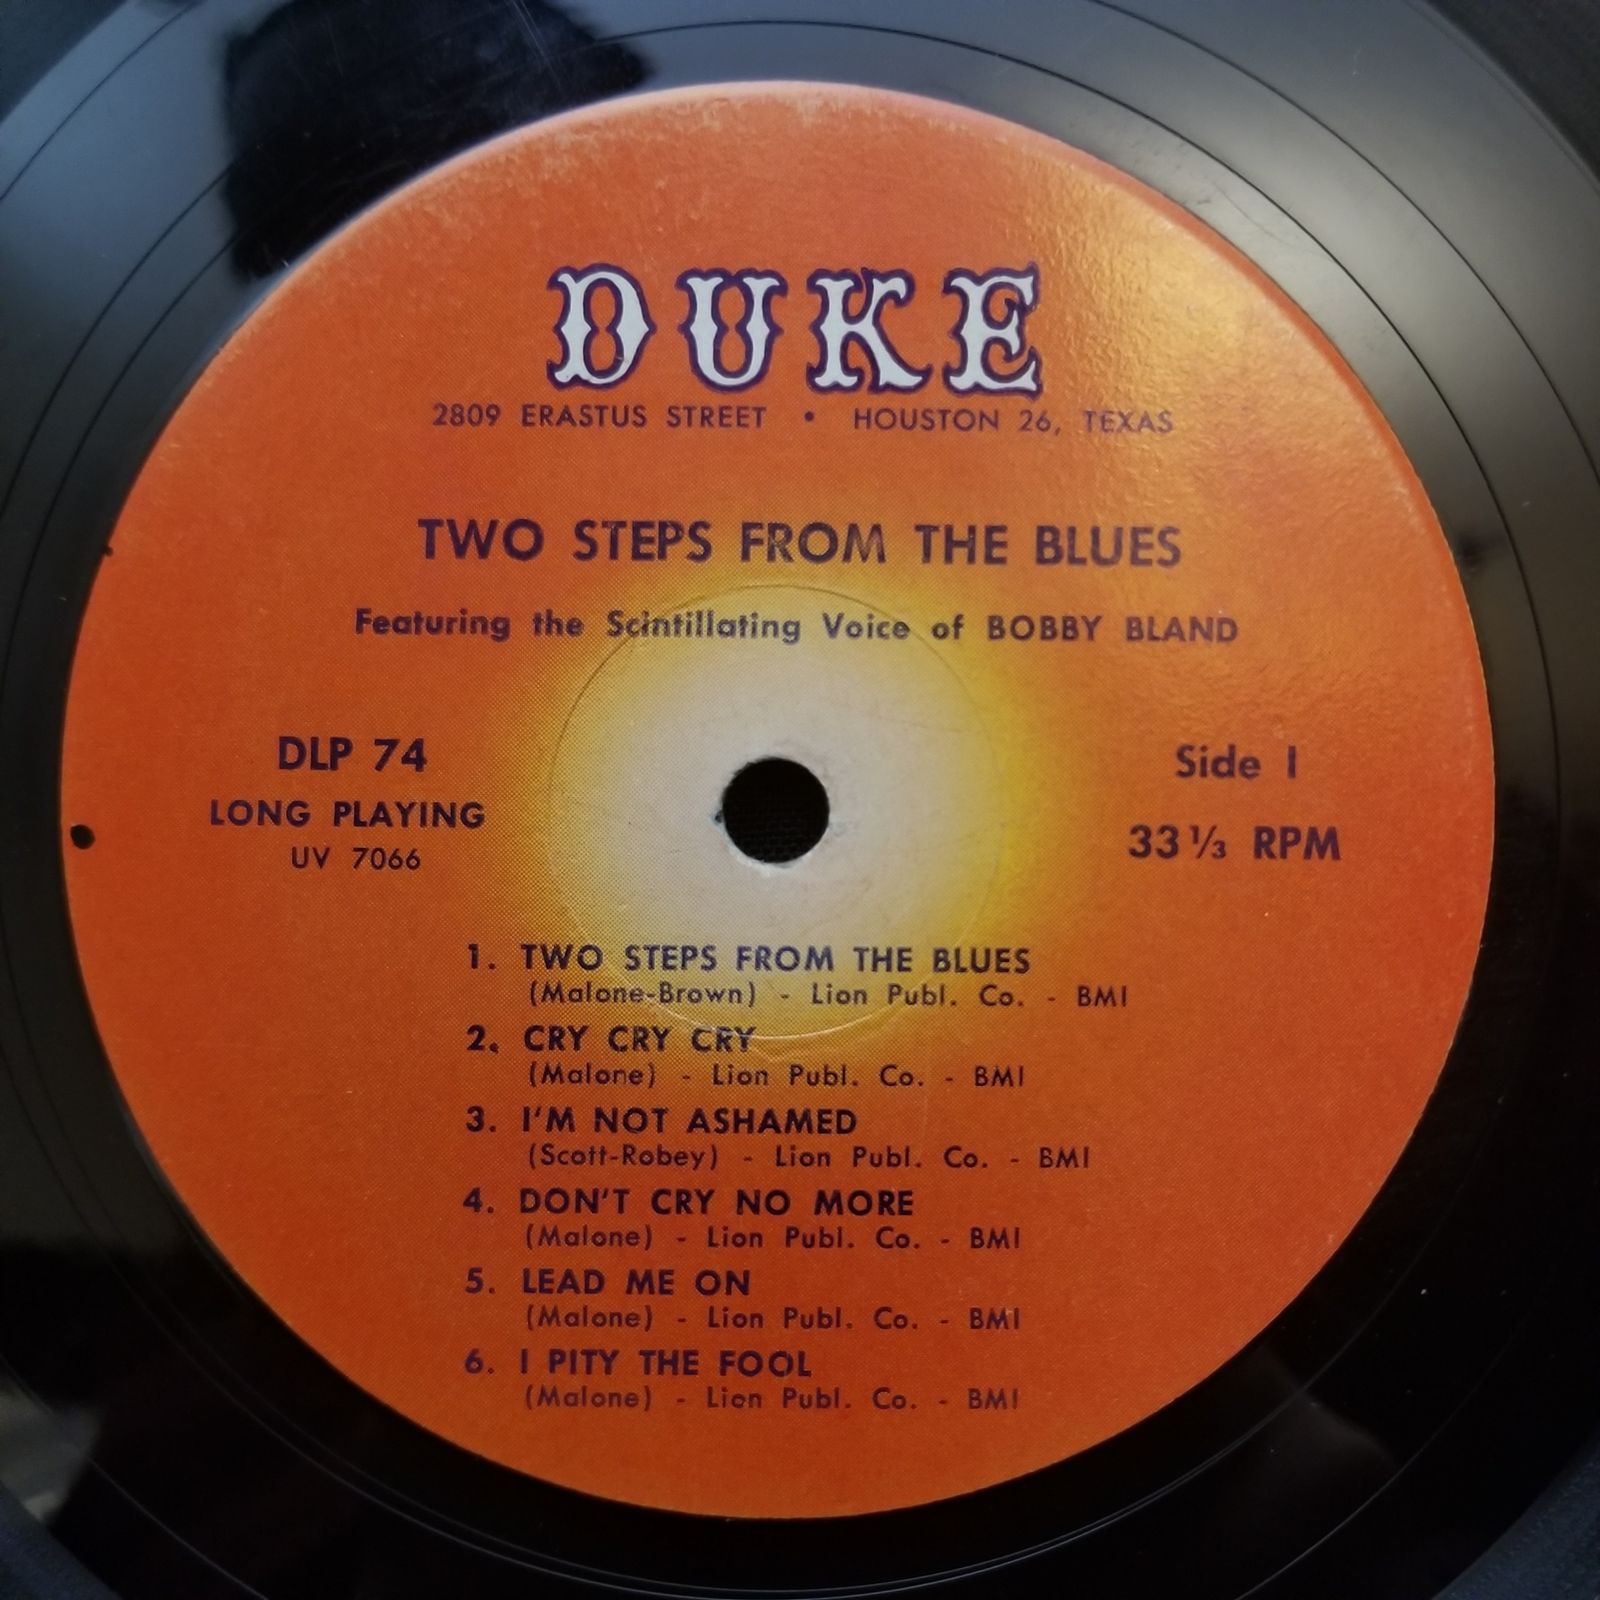 DUKE
2809 ERASTUS STREET • HOUSTON 26, TEXAS
TWO STEPS FROM THE BLUES
Featuring the Scintillating Voice of BOBBY BLAND
DLP 74
LONG PLAYING
UV 7066
Side 1
33 ⅓ RPM
1. TWO STEPS FROM THE BLUES
(Malone-Brown) - Lion Publ. Co. - BMI
2. CRY CRY CRY
(Malone) - Lion Publ. Co. - BMI
3. I'M NOT ASHAMED
(Scott-Robey) - Lion Publ. Co. - BMI
4. DON'T CRY NO MORE
(Malone) - Lion Publ. Co. - BMI
5. LEAD ME ON
(Malone) - Lion Publ. Co. - BMI
6. I PITY THE FOOL
(Malone) - Lion Publ. Co. - BMI